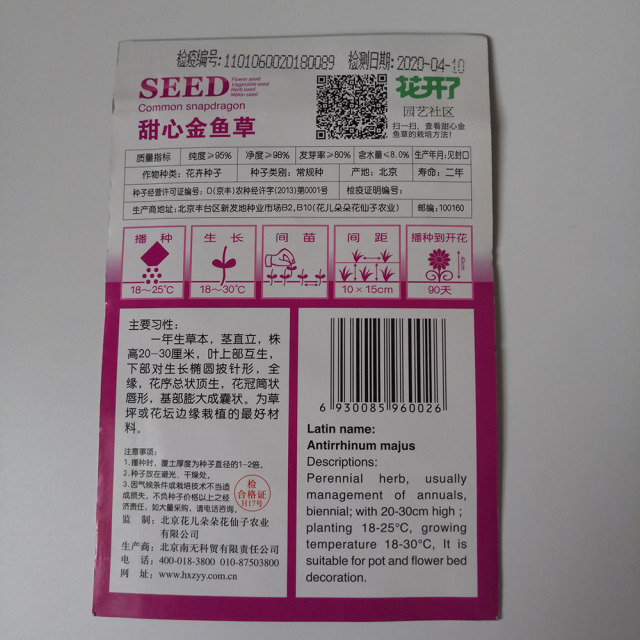 检疫编号:1101060020180089 检测日期:2020-04-10
SEED
Flower seed
Vegetable seed
Herb seed
Melon seed
Common snapdragon
甜心金鱼草
花开了
园艺社区
扫一扫，查看甜心金
鱼草的栽培方法！
质量指标 纯度≥95% 净度≥98% 发芽率≥80% 含水量≤8.0% 生产年月:见封口
作物种类：花卉种子 种子类别：常规种 产地：北京 寿命：二年
种子经营许可证编号：D(京丰)农种经许字(2013)第0001号 检疫证明编号：
生产商地址：北京丰台区新发地种业市场B2,B10(花儿朵朵花仙子农业) 邮编：100160
播种 生长 间苗 间距 播种到开花
40cm
18～25℃ 18～30℃ 10×15cm 90天
主要习性：
一年生草本，茎直立，株
高20-30厘米，叶上部互生，
下部对生长椭圆披针形，全
缘，花序总状顶生，花冠筒状
唇形，基部膨大成囊状。为草
坪或花坛边缘栽植的最好材
料。
注意事项：
1.播种时，覆土厚度为种子直径的1-2倍。
2.种子放在避光、干燥处。
3.因气候条件或栽培技术不当造
成损失，不负种子价格以上之经
济责任，如大量采购，请电话咨询。
检
合格证
H17号
监 制：北京花儿朵朵花仙子农业
有限公司
生产商：北京南无科贸有限责任公司
电 话：400-018-3800 010-87503800
网 址：www.hxzyy.com.cn
6 930085 960026
Latin name:
Antirrhinum majus
Descriptions:
Perennial herb, usually
management of annuals,
biennial; with 20-30cm high ;
planting 18-25°C, growing
temperature 18-30°C, It is
suitable for pot and flower bed
decoration.